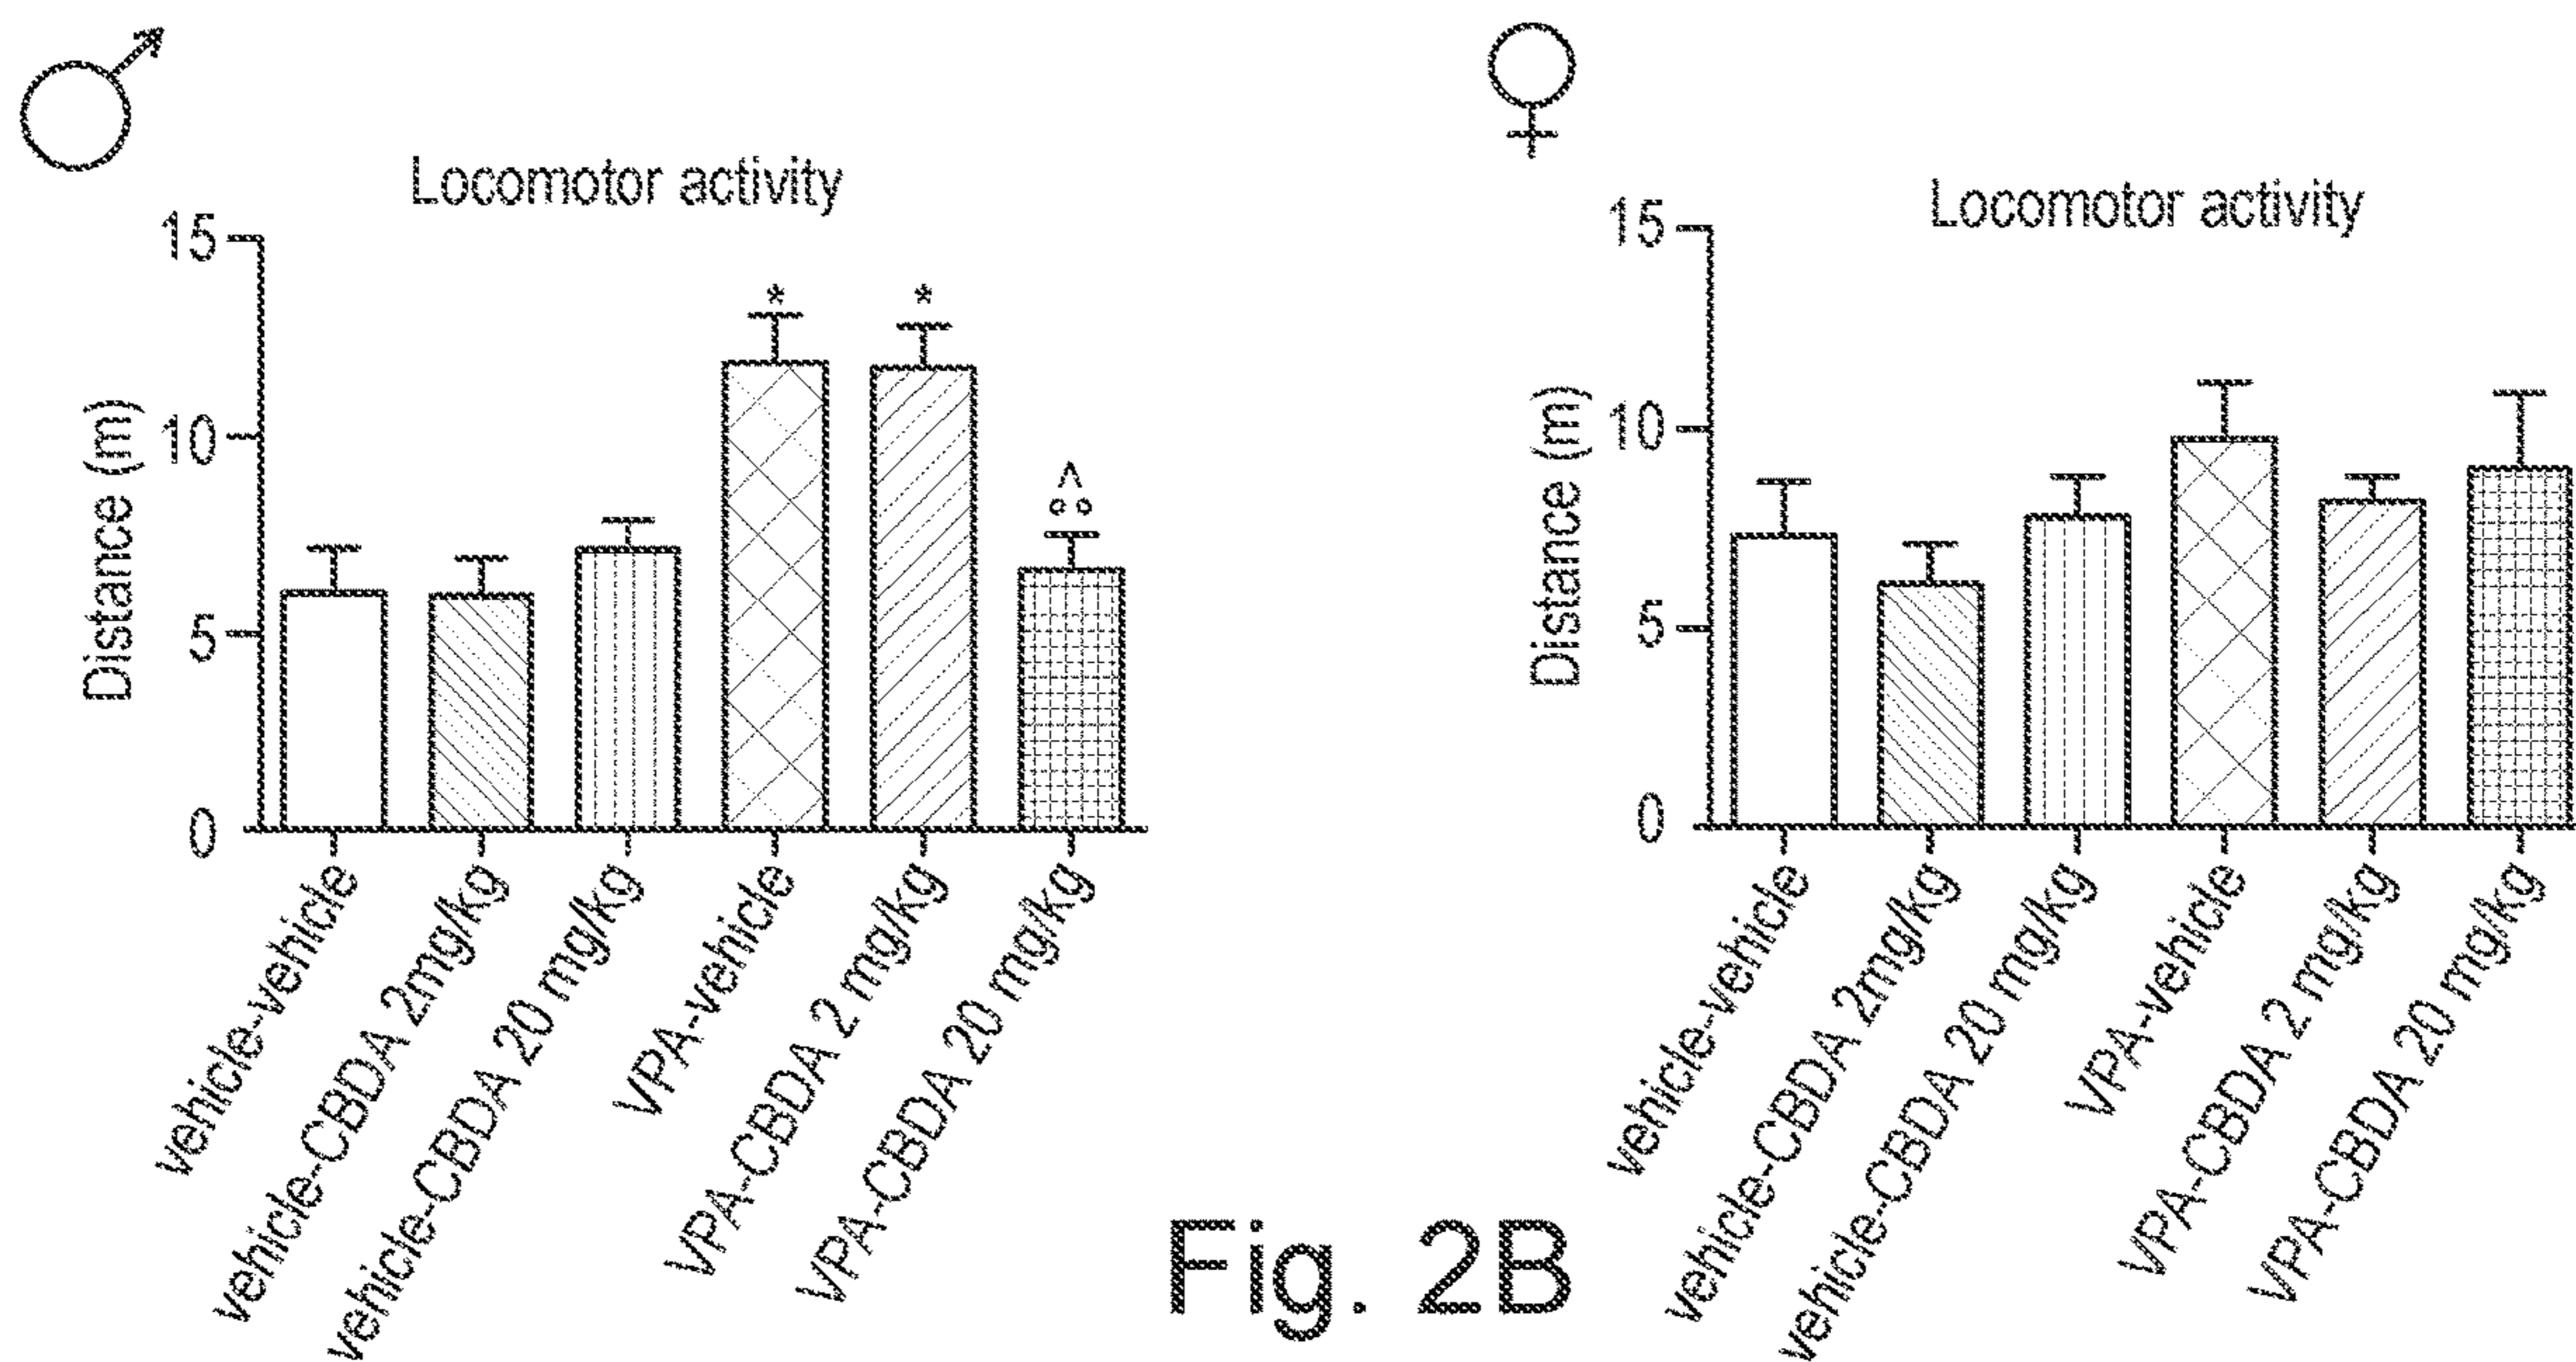 ♂
Locomotor activity
Distance (m)
15
10
5
0
*
*
^
°°
vehicle-vehicle
vehicle-CBDA 2mg/kg
vehicle-CBDA 20 mg/kg
VPA-vehicle
VPA-CBDA 2 mg/kg
VPA-CBDA 20 mg/kg
♀
Locomotor activity
Distance (m)
15
10
5
0
vehicle-vehicle
vehicle-CBDA 2mg/kg
vehicle-CBDA 20 mg/kg
VPA-vehicle
VPA-CBDA 2 mg/kg
VPA-CBDA 20 mg/kg
Fig. 2B